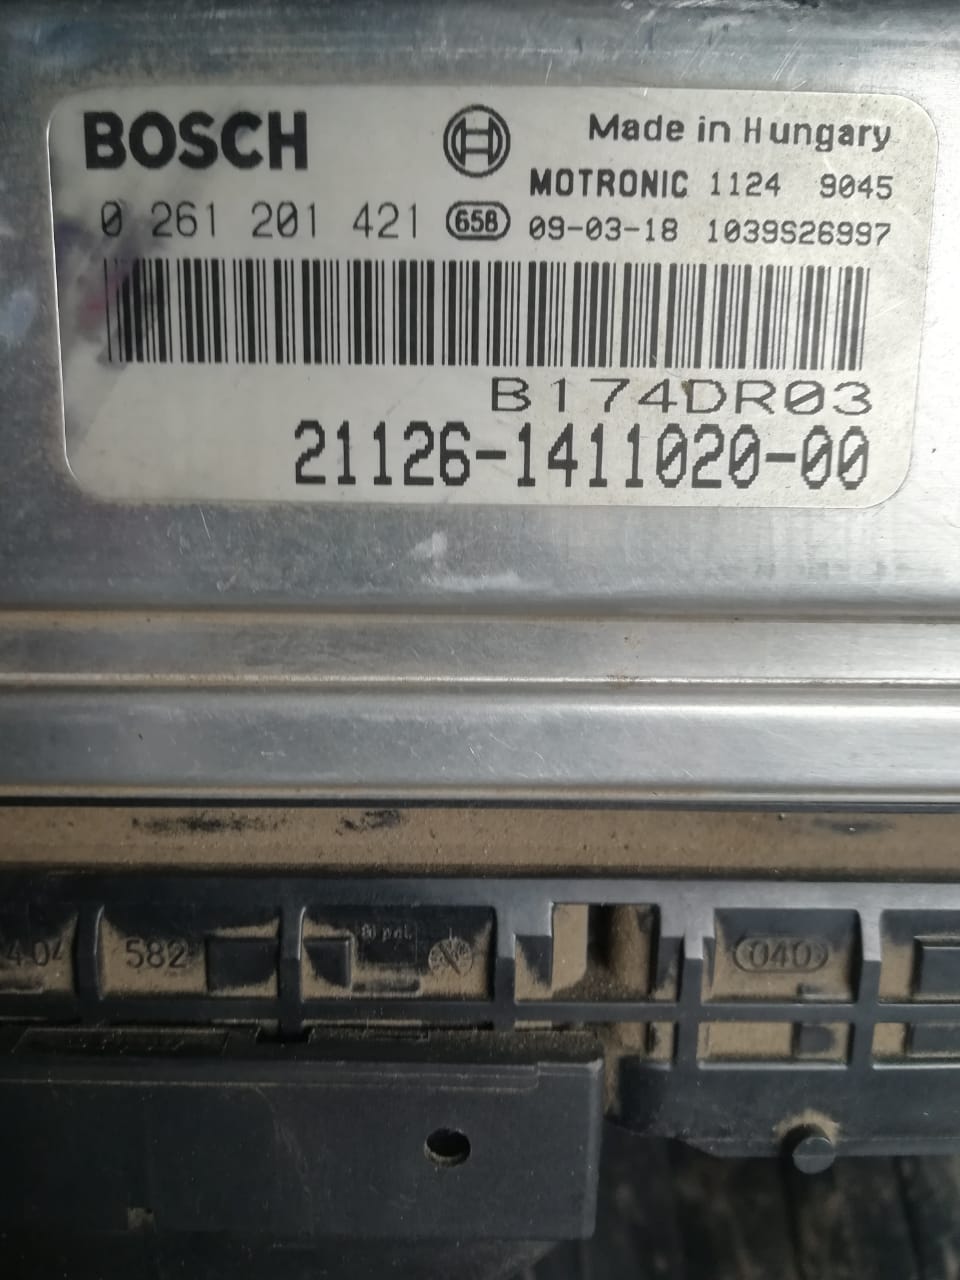 BOSCH
Made in Hungary
MOTRONIC 1124 9045
0 261 201 421 658 09-03-18 1039S26997
B174DR03
21126-1411020-00
404 582 040